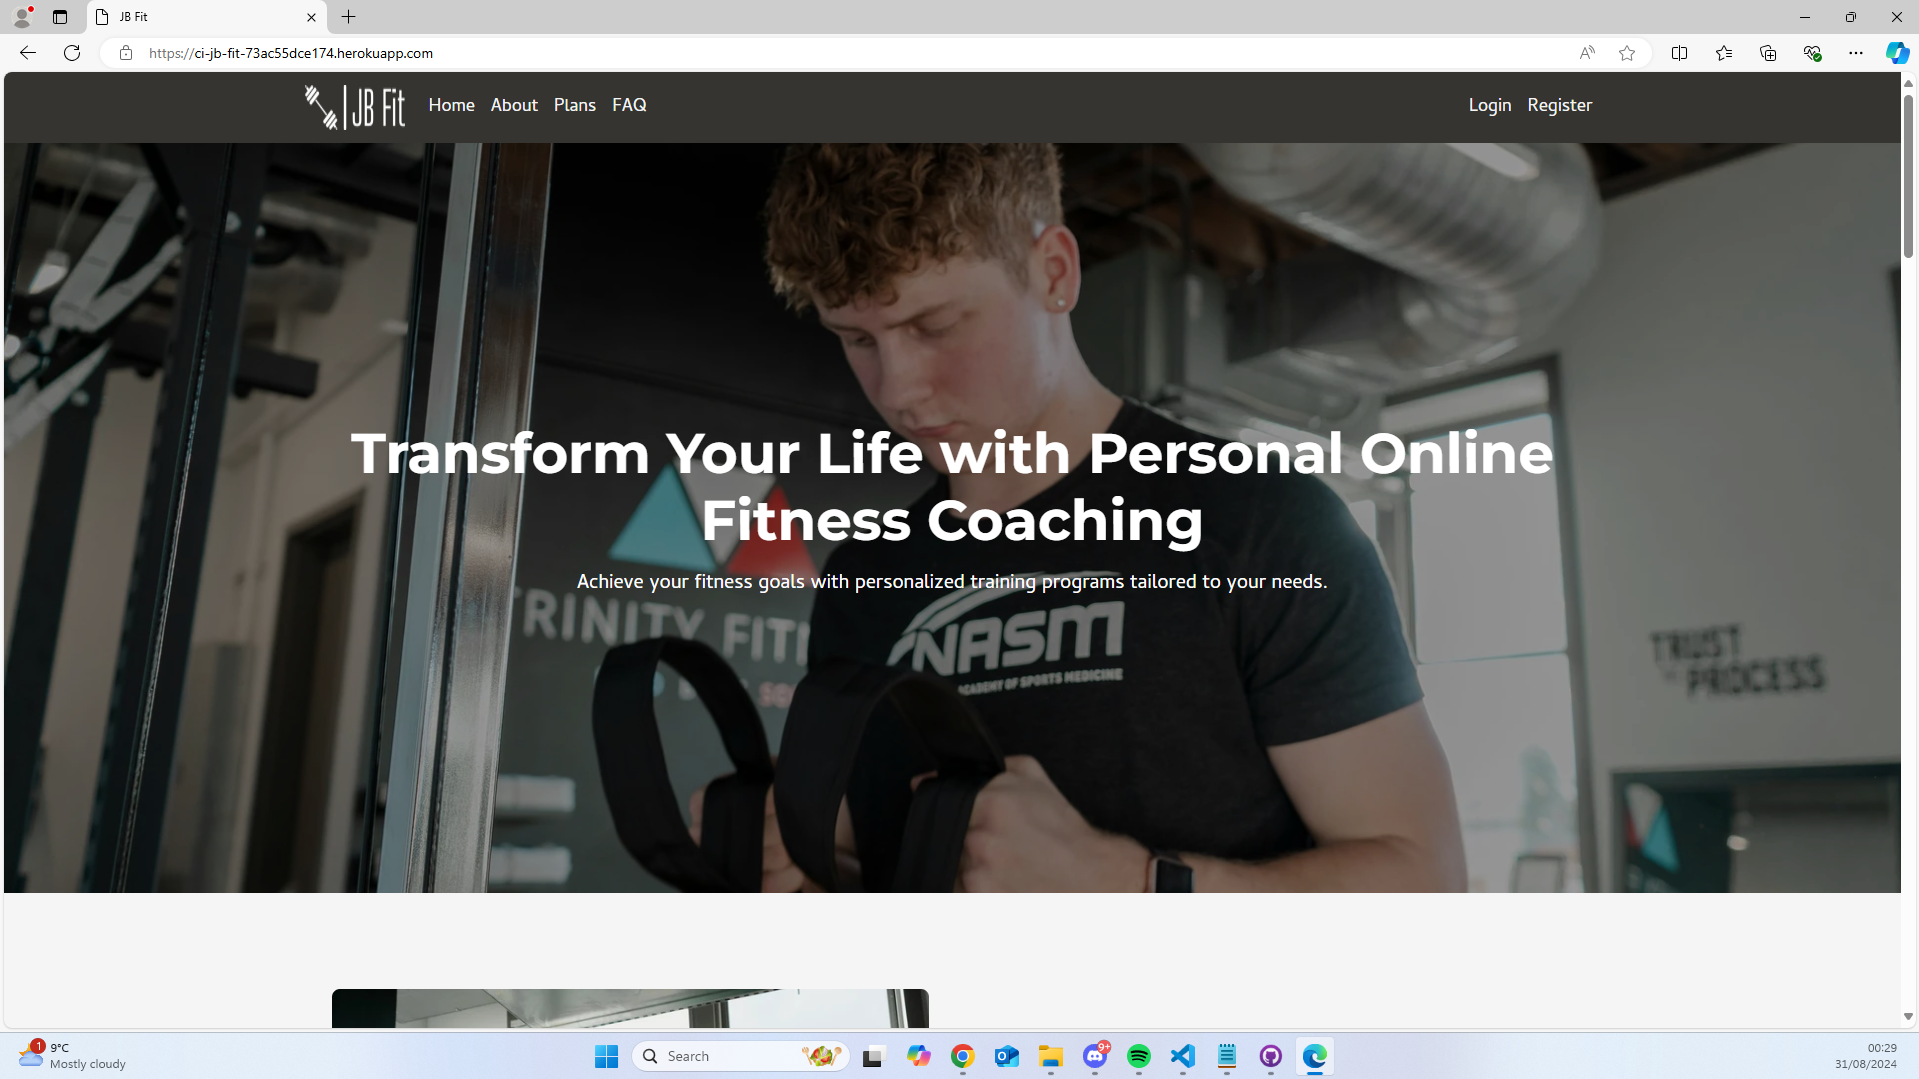 JB Fit
https://ci-jb-fit-73ac55dce174.herokuapp.com
JB Fit
Home About Plans FAQ
Login Register
Transform Your Life with Personal Online
Fitness Coaching
Achieve your fitness goals with personalized training programs tailored to your needs.
TRINITY FIT
NASM
ACADEMY OF SPORTS MEDICINE
TRUST
PROCESS
1
9°C
Mostly cloudy
Search
9+
00:29
31/08/2024